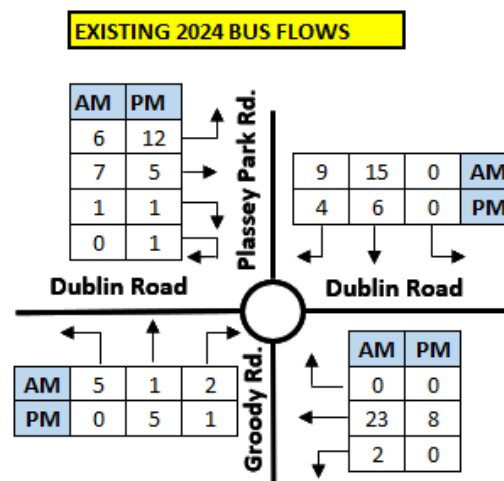 EXISTING 2024 BUS FLOWS
AM PM
6 12
7 5
1 1
0 1
Plassey Park Rd.
9 15 0 AM
4 6 0 PM
Dublin Road
Dublin Road
AM 5 1 2
PM 0 5 1
Groody Rd.
AM PM
0 0
23 8
2 0